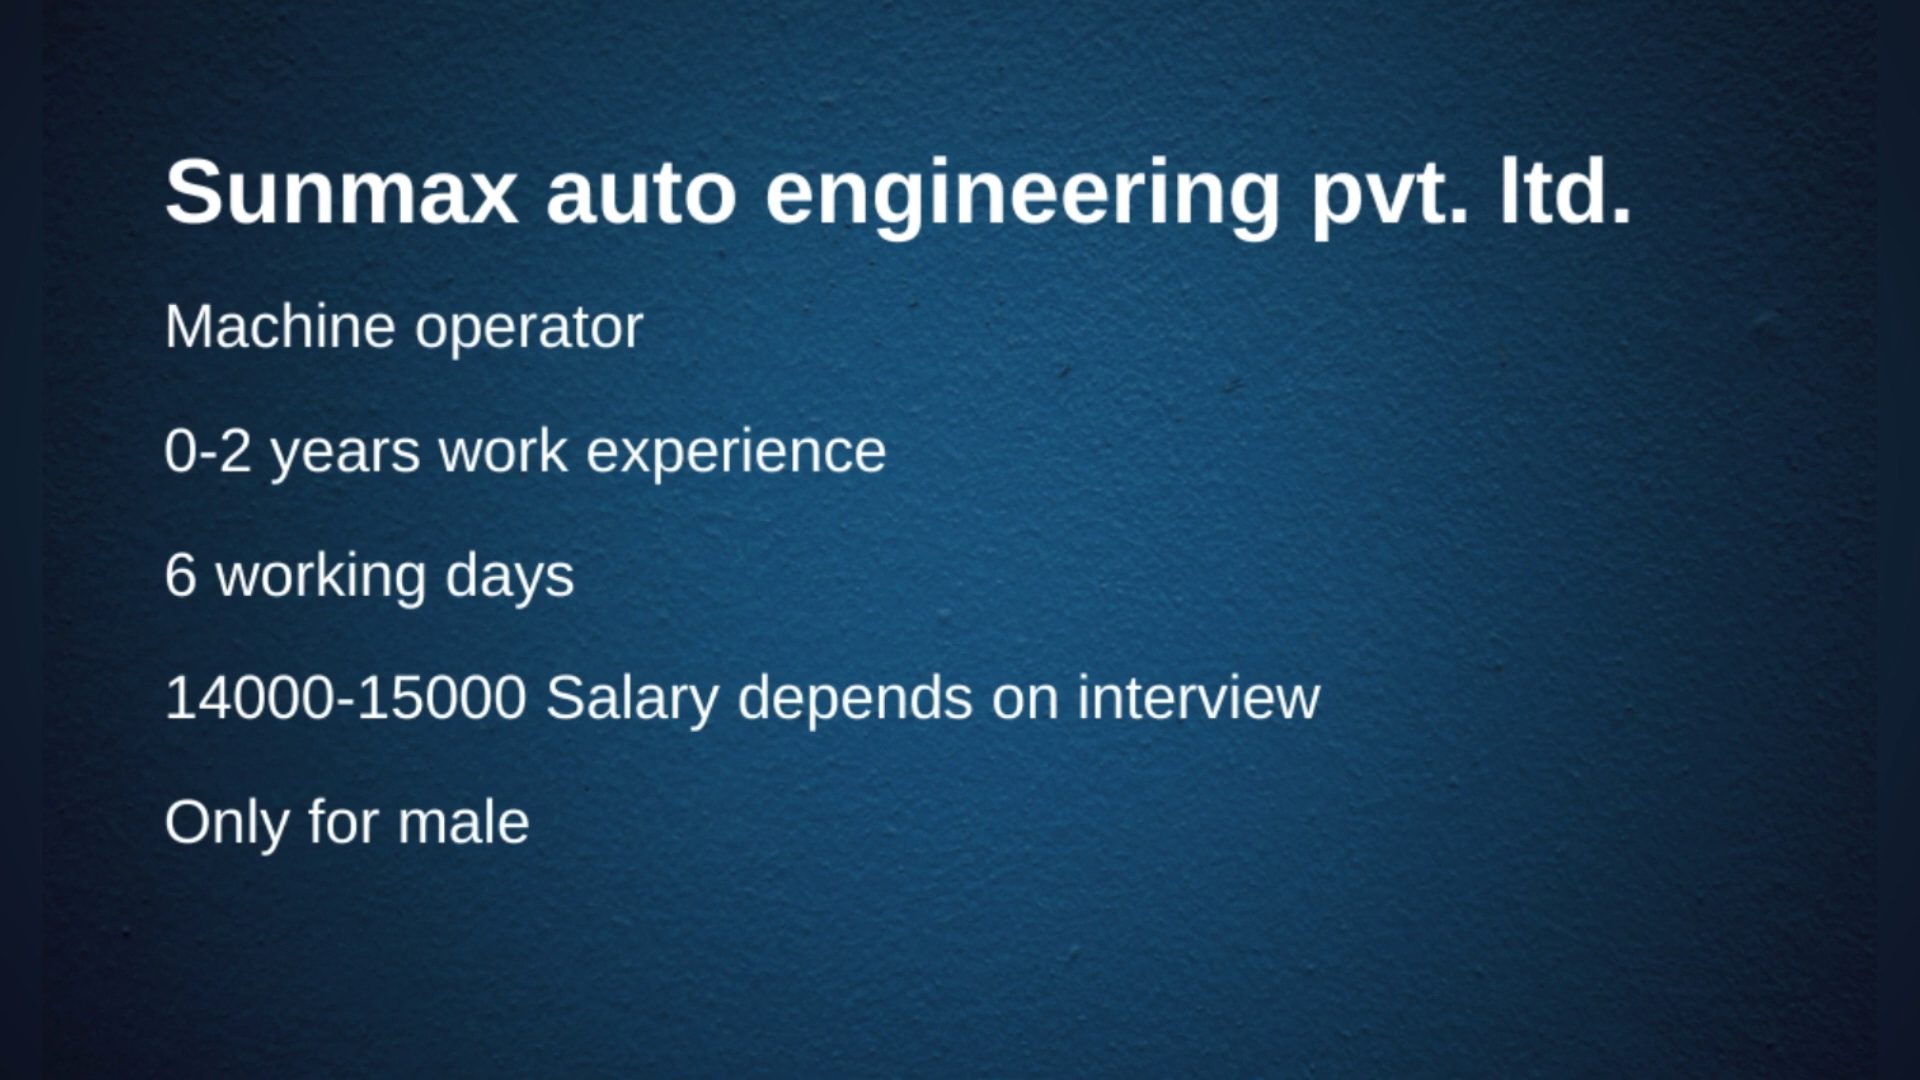 Sunmax auto engineering pvt. ltd.
Machine operator
0-2 years work experience
6 working days
14000-15000 Salary depends on interview
Only for male